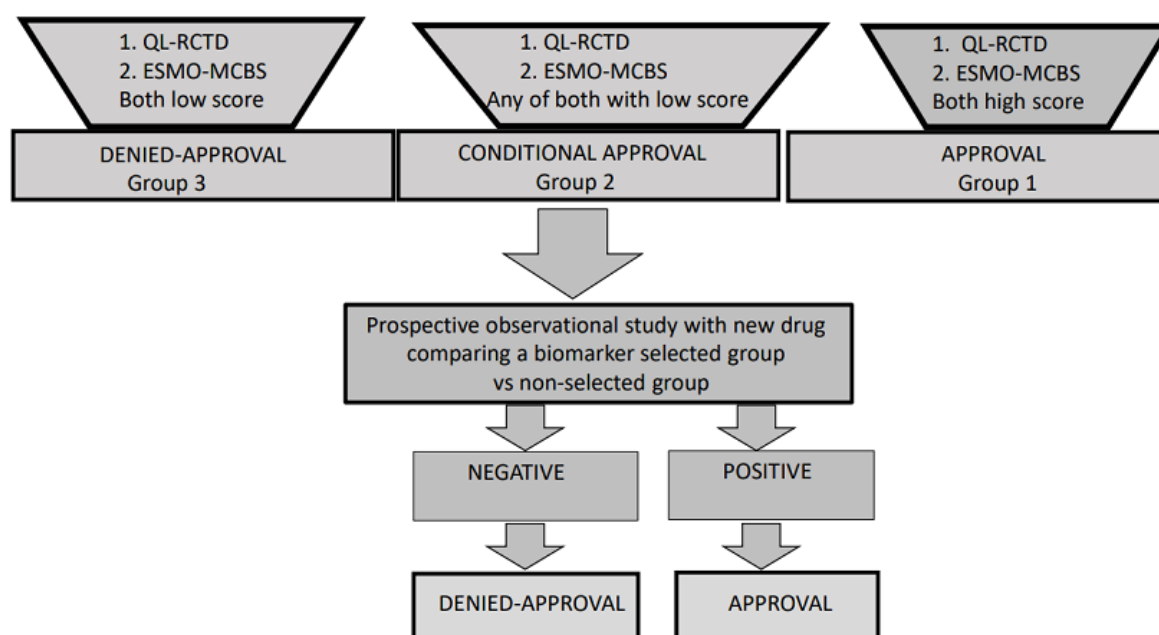 1. QL-RCTD
2. ESMO-MCBS
Both low score
DENIED-APPROVAL
Group 3
1. QL-RCTD
2. ESMO-MCBS
Any of both with low score
CONDITIONAL APPROVAL
Group 2
1. QL-RCTD
2. ESMO-MCBS
Both high score
APPROVAL
Group 1
Prospective observational study with new drug
comparing a biomarker selected group
vs non-selected group
NEGATIVE
POSITIVE
DENIED-APPROVAL
APPROVAL